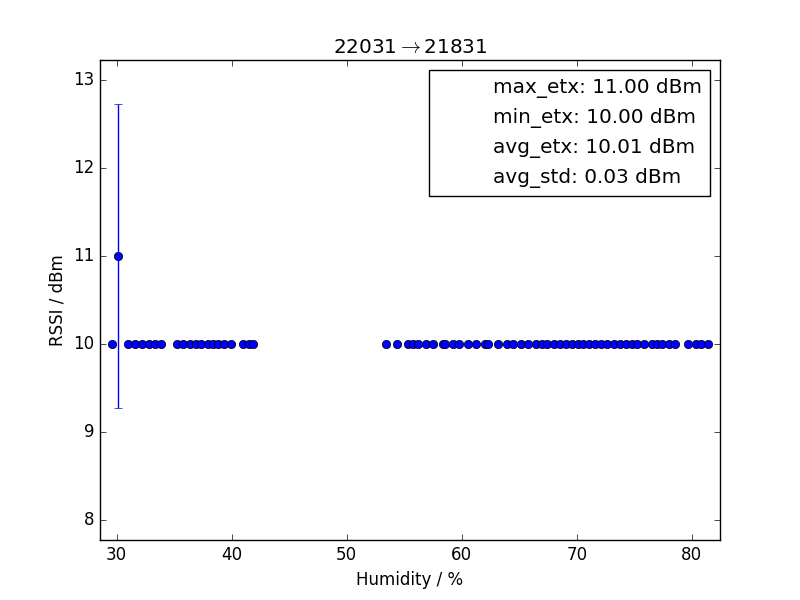 22031→21831
max_etx: 11.00 dBm
min_etx: 10.00 dBm
avg_etx: 10.01 dBm
avg_std: 0.03 dBm
RSSI / dBm
13
12
11
10
9
8
30 40 50 60 70 80
Humidity / %